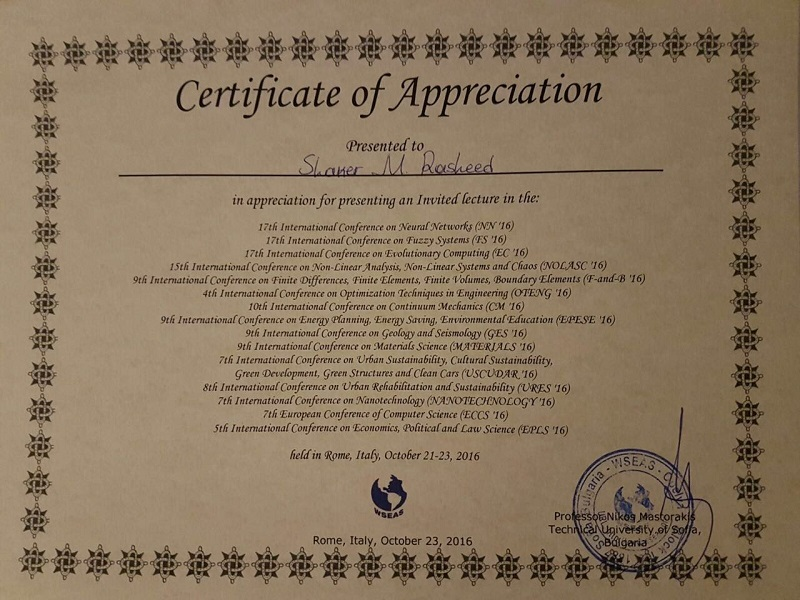 Certificate of Appreciation
Presented to
Shaker M. Rasheed
in appreciation for presenting an Invited lecture in the:
17th International Conference on Neural Networks (NN '16)
17th International Conference on Fuzzy Systems (FS '16)
17th International Conference on Evolutionary Computing (EC '16)
15th International Conference on Non-Linear Analysis, Non-Linear Systems and Chaos (NOLASC '16)
9th International Conference on Finite Differences, Finite Elements, Finite Volumes, Boundary Elements (F-and-B '16)
4th International Conference on Optimization Techniques in Engineering (OTENG '16)
10th International Conference on Continuum Mechanics (CM '16)
9th International Conference on Energy Planning, Energy Saving, Environmental Education (EPESE '16)
9th International Conference on Geology and Seismology (GES '16)
9th International Conference on Materials Science (MATERIALS '16)
7th International Conference on Urban Sustainability, Cultural Sustainability,
Green Development, Green Structures and Clean Cars (USCUDAR '16)
8th International Conference on Urban Rehabilitation and Sustainability (URES '16)
7th International Conference on Nanotechnology (NANOTECHNOLOGY '16)
7th European Conference of Computer Science (ECCS '16)
5th International Conference on Economics, Political and Law Science (EPLS '16)
held in Rome, Italy, October 21-23, 2016
WSEAS
Bulgaria - WSEAS
Professor Nikos Mastorakis
Technical University of Sofia,
Bulgaria
Rome, Italy, October 23, 2016